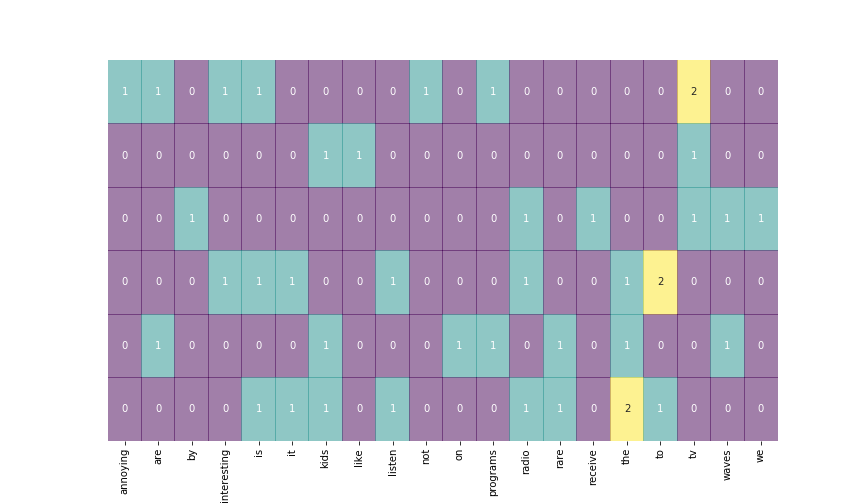 1 1 0 1 1 0 0 0 0 1 0 1 0 0 0 0 0 2 0 0
0 0 0 0 0 0 1 1 0 0 0 0 0 0 0 0 0 1 0 0
0 0 1 0 0 0 0 0 0 0 0 0 1 0 1 0 0 1 1 1
0 0 0 1 1 1 0 0 1 0 0 0 1 0 0 1 2 0 0 0
0 1 0 0 0 0 1 0 0 0 1 1 0 1 0 1 0 0 1 0
0 0 0 0 1 1 1 0 1 0 0 0 1 1 0 2 1 0 0 0
annoying are by interesting is it kids like listen not on programs radio rare receive the to tv waves we